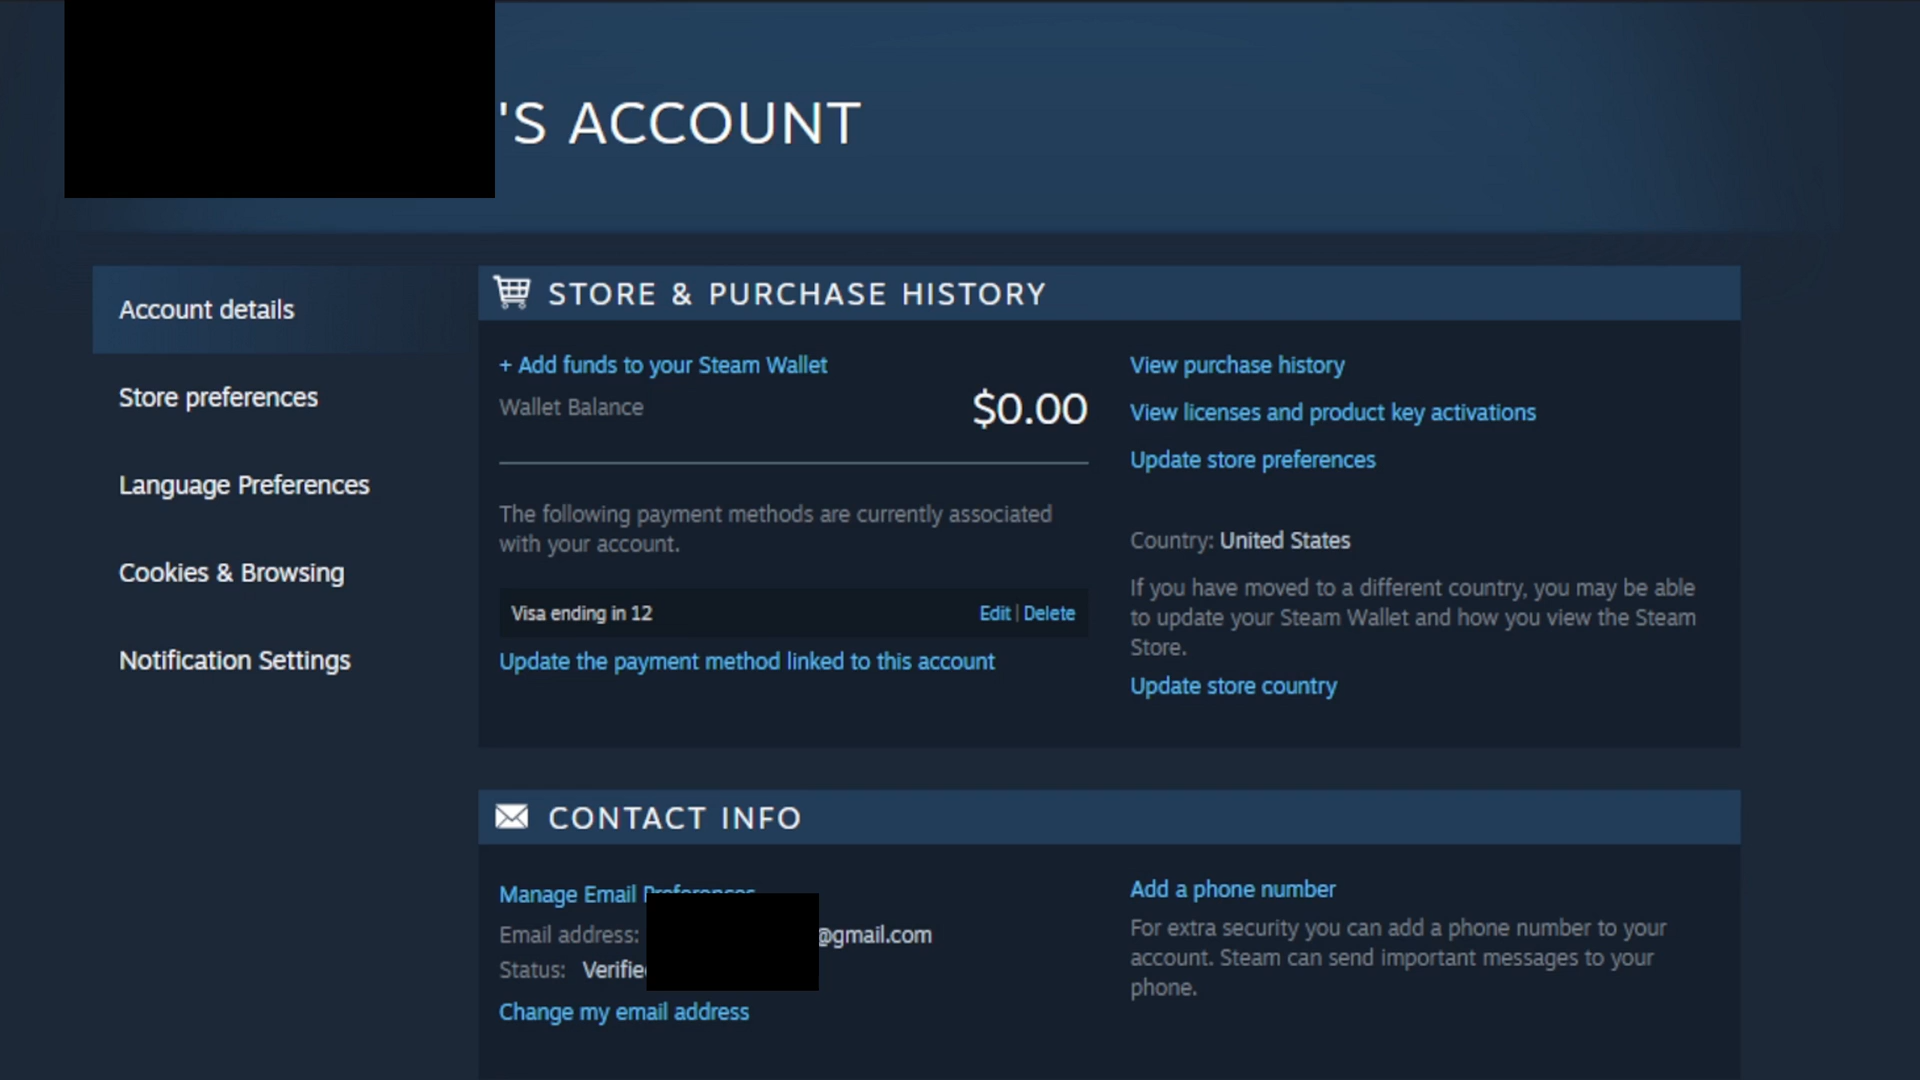 'S ACCOUNT
Account details
Store preferences
Language Preferences
Cookies & Browsing
Notification Settings
STORE & PURCHASE HISTORY
+ Add funds to your Steam Wallet
Wallet Balance $0.00
The following payment methods are currently associated
with your account.
Visa ending in 12 Edit | Delete
Update the payment method linked to this account
View purchase history
View licenses and product key activations
Update store preferences
Country: United States
If you have moved to a different country, you may be able
to update your Steam Wallet and how you view the Steam
Store.
Update store country
CONTACT INFO
Manage Email Preferences
Email address: @gmail.com
Status: Verifie
Change my email address
Add a phone number
For extra security you can add a phone number to your
account. Steam can send important messages to your
phone.